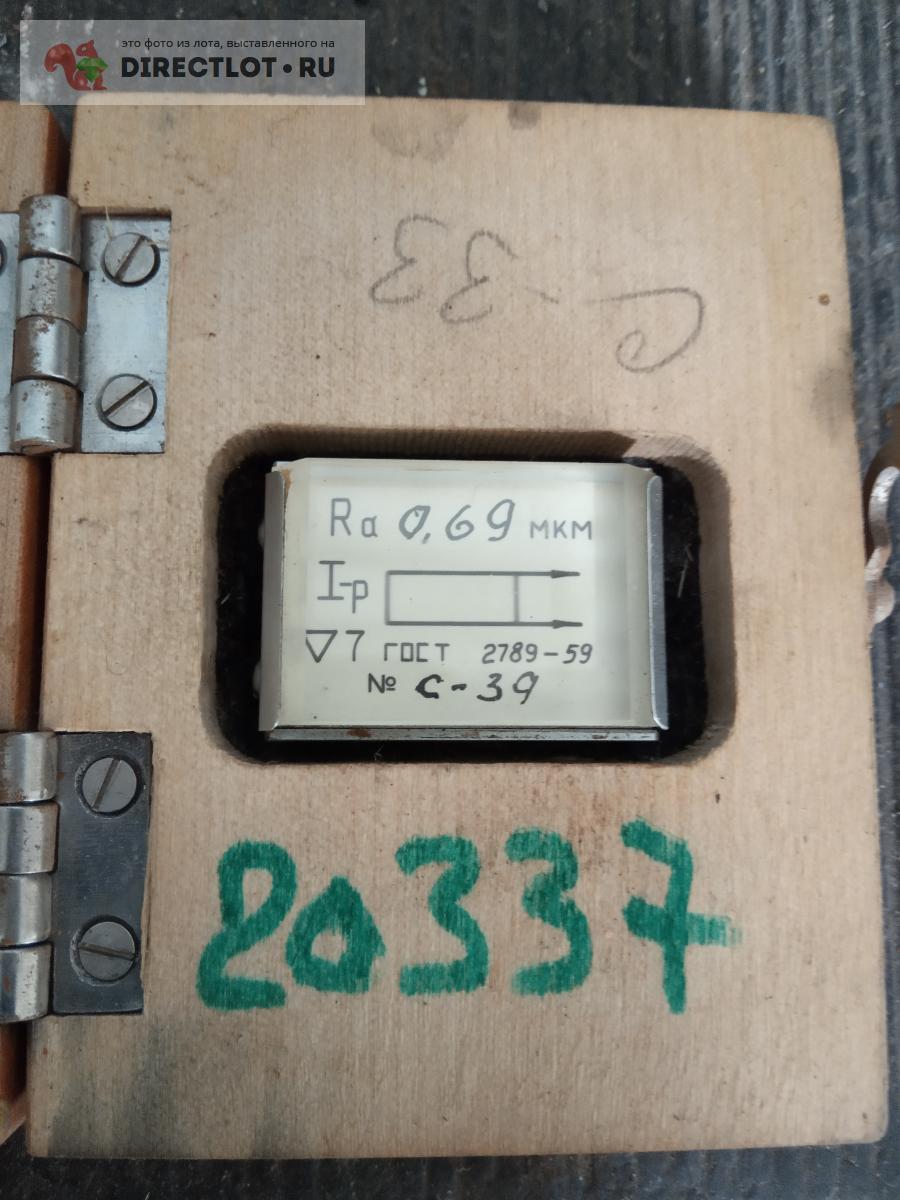 это фото из лота, выставленного на
DIRECTLOT•RU
С-33
Ra 0,69 мкм
I-р
▽7 ГОСТ 2789-59
№ С-39
20337